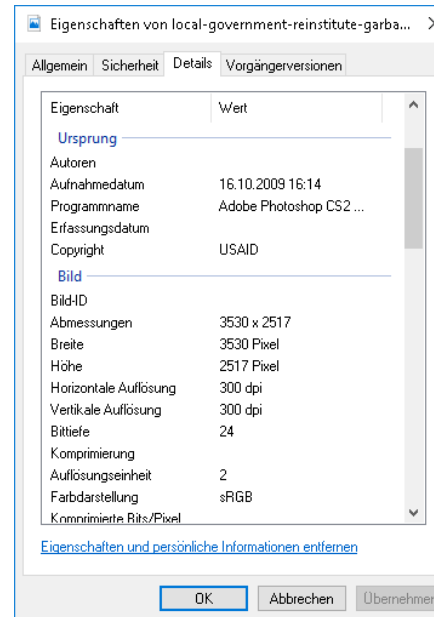 Eigenschaften von local-government-reinstitute-garba...
Allgemein Sicherheit Details Vorgängerversionen
Eigenschaft Wert
Ursprung
Autoren
Aufnahmedatum 16.10.2009 16:14
Programmname Adobe Photoshop CS2 ...
Erfassungsdatum
Copyright USAID
Bild
Bild-ID
Abmessungen 3530 x 2517
Breite 3530 Pixel
Höhe 2517 Pixel
Horizontale Auflösung 300 dpi
Vertikale Auflösung 300 dpi
Bittiefe 24
Komprimierung
Auflösungseinheit 2
Farbdarstellung sRGB
Komprimierte Bits/Pixel
Eigenschaften und persönliche Informationen entfernen
OK Abbrechen Übernehmen